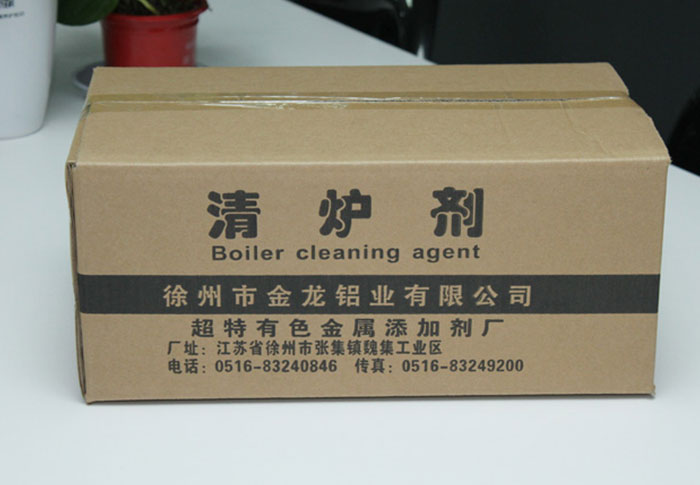 清炉剂
Boiler cleaning agent
徐州市金龙铝业有限公司
超特有色金属添加剂厂
厂址：江苏省徐州市张集镇魏集工业区
电话：0516-83240846 传真：0516-83249200